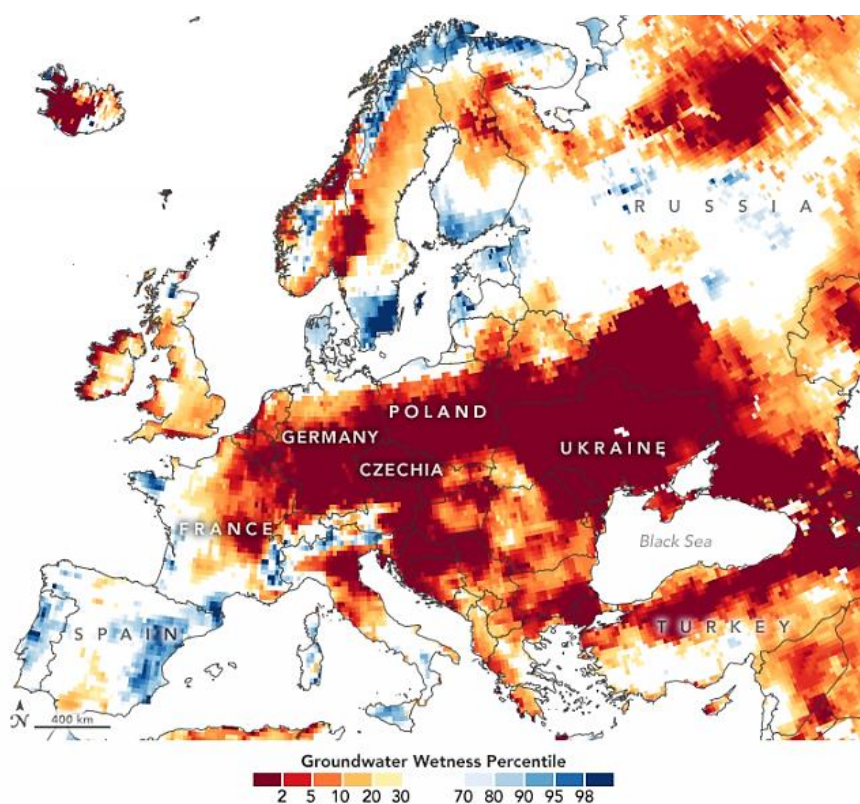 RUSSIA
POLAND
GERMANY
UKRAINE
CZECHIA
FRANCE
Black Sea
SPAIN
TURKEY
N
400 km
Groundwater Wetness Percentile
2 5 10 20 30 70 80 90 95 98